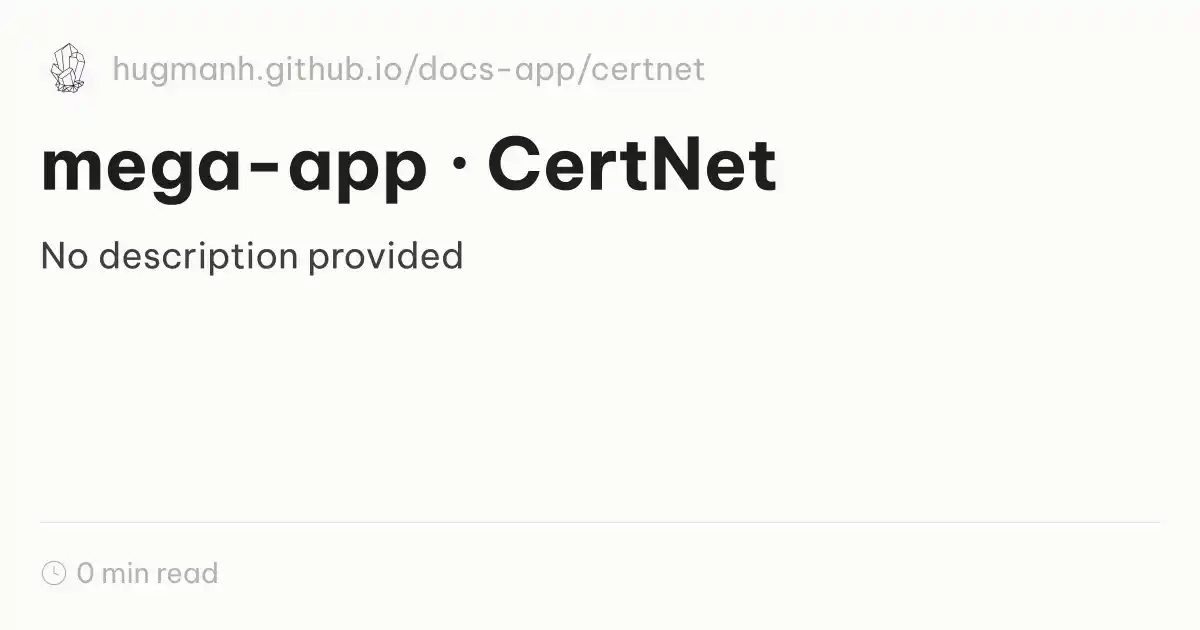 hugmanh.github.io/docs-app/certnet
mega-app · CertNet
No description provided
0 min read